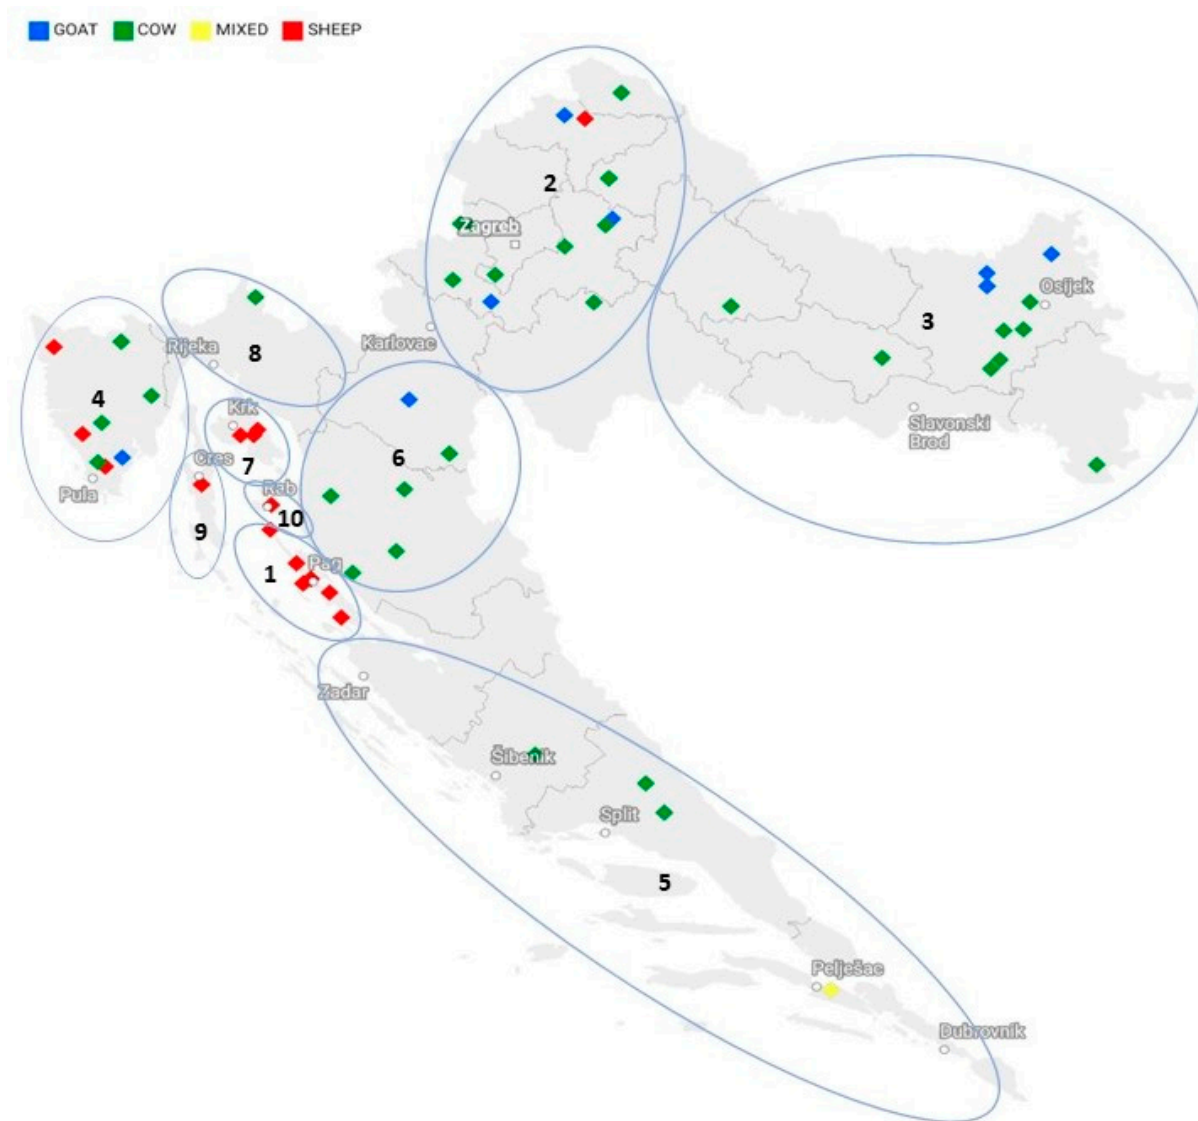 GOAT COW MIXED SHEEP
2
Zagreb
Osijek
3
Karlovac
Rijeka
8
4
Krk
Slavonski
Brod
6
7
Cres
Pula
Rab
10
9
1
Pag
Zadar
Šibenik
Split
5
Pelješac
Dubrovnik